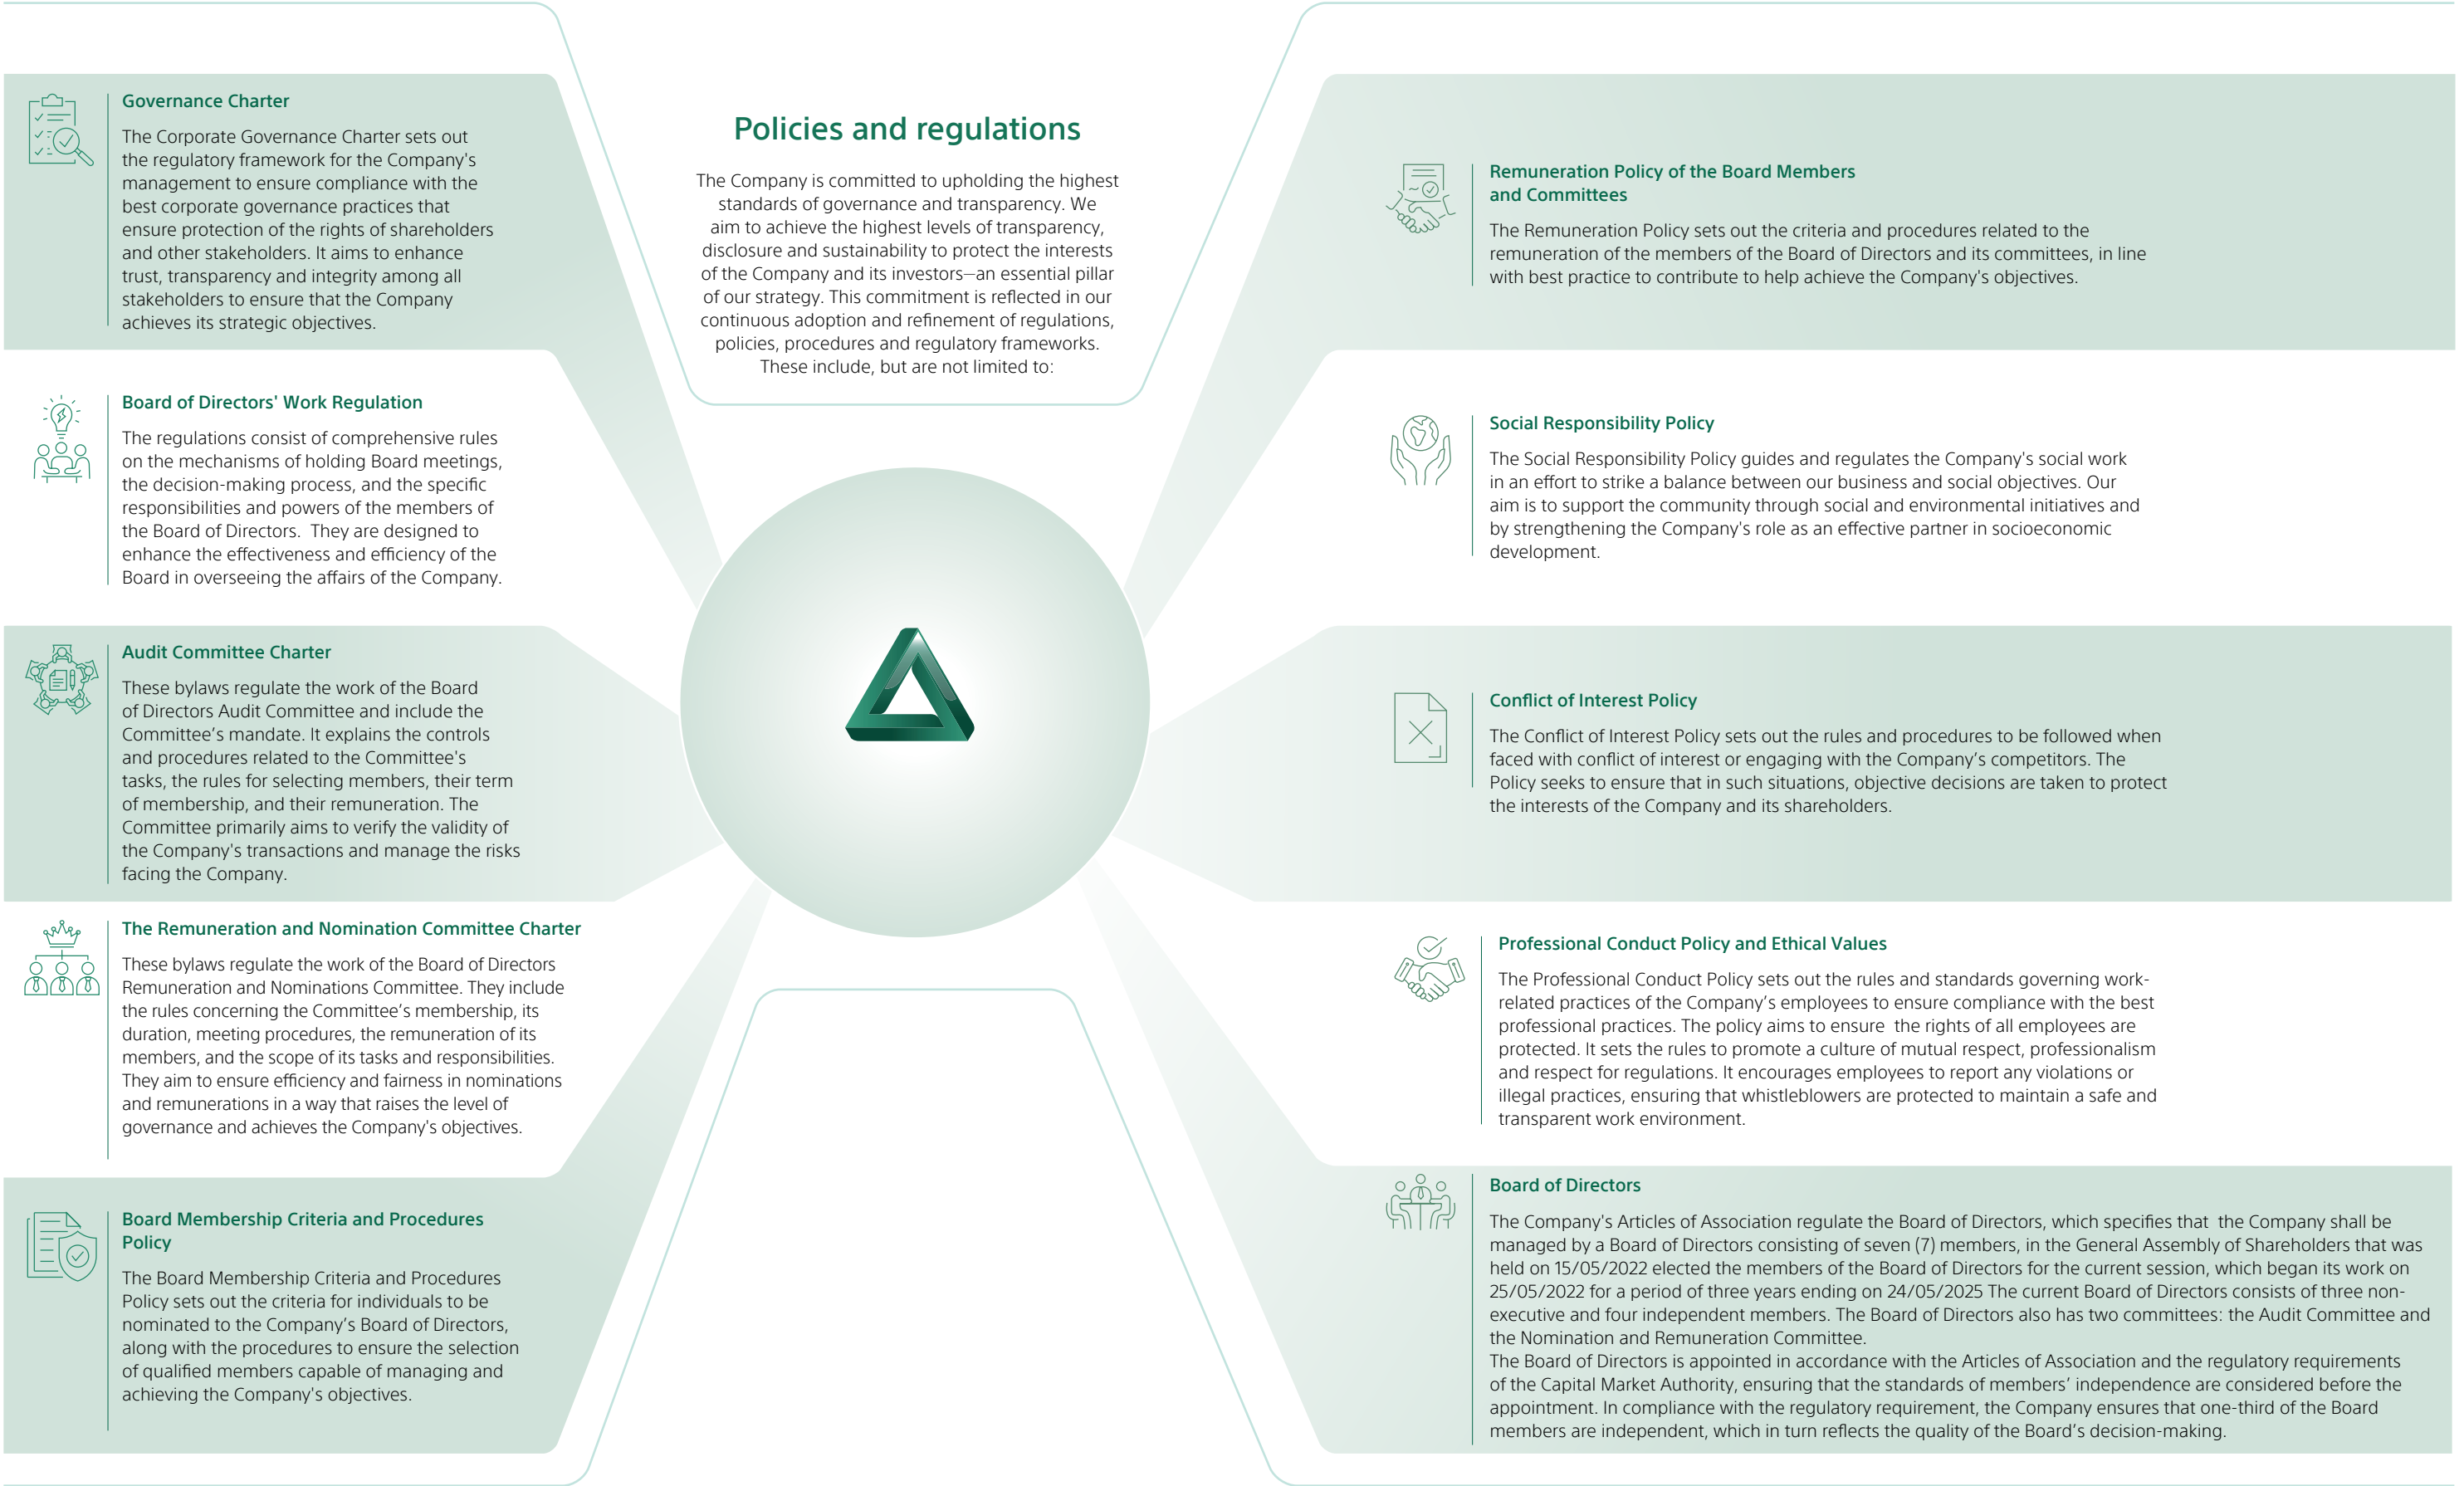 Policies and regulations
The Company is committed to upholding the highest
standards of governance and transparency. We
aim to achieve the highest levels of transparency,
disclosure and sustainability to protect the interests
of the Company and its investors—an essential pillar
of our strategy. This commitment is reflected in our
continuous adoption and refinement of regulations,
policies, procedures and regulatory frameworks.
These include, but are not limited to:
Governance Charter
The Corporate Governance Charter sets out
the regulatory framework for the Company's
management to ensure compliance with the
best corporate governance practices that
ensure protection of the rights of shareholders
and other stakeholders. It aims to enhance
trust, transparency and integrity among all
stakeholders to ensure that the Company
achieves its strategic objectives.
Board of Directors' Work Regulation
The regulations consist of comprehensive rules
on the mechanisms of holding Board meetings,
the decision-making process, and the specific
responsibilities and powers of the members of
the Board of Directors.  They are designed to
enhance the effectiveness and efficiency of the
Board in overseeing the affairs of the Company.
Audit Committee Charter
These bylaws regulate the work of the Board
of Directors Audit Committee and include the
Committee’s mandate. It explains the controls
and procedures related to the Committee's
tasks, the rules for selecting members, their term
of membership, and their remuneration. The
Committee primarily aims to verify the validity of
the Company's transactions and manage the risks
facing the Company.
The Remuneration and Nomination Committee Charter
These bylaws regulate the work of the Board of Directors
Remuneration and Nominations Committee. They include
the rules concerning the Committee’s membership, its
duration, meeting procedures, the remuneration of its
members, and the scope of its tasks and responsibilities.
They aim to ensure efficiency and fairness in nominations
and remunerations in a way that raises the level of
governance and achieves the Company's objectives.
Board Membership Criteria and Procedures
Policy
The Board Membership Criteria and Procedures
Policy sets out the criteria for individuals to be
nominated to the Company’s Board of Directors,
along with the procedures to ensure the selection
of qualified members capable of managing and
achieving the Company's objectives.
Remuneration Policy of the Board Members
and Committees
The Remuneration Policy sets out the criteria and procedures related to the
remuneration of the members of the Board of Directors and its committees, in line
with best practice to contribute to help achieve the Company's objectives.
Social Responsibility Policy
The Social Responsibility Policy guides and regulates the Company's social work
in an effort to strike a balance between our business and social objectives. Our
aim is to support the community through social and environmental initiatives and
by strengthening the Company's role as an effective partner in socioeconomic
development.
Conflict of Interest Policy
The Conflict of Interest Policy sets out the rules and procedures to be followed when
faced with conflict of interest or engaging with the Company’s competitors. The
Policy seeks to ensure that in such situations, objective decisions are taken to protect
the interests of the Company and its shareholders.
Professional Conduct Policy and Ethical Values
The Professional Conduct Policy sets out the rules and standards governing work-
related practices of the Company’s employees to ensure compliance with the best
professional practices. The policy aims to ensure  the rights of all employees are
protected. It sets the rules to promote a culture of mutual respect, professionalism
and respect for regulations. It encourages employees to report any violations or
illegal practices, ensuring that whistleblowers are protected to maintain a safe and
transparent work environment.
Board of Directors
The Company's Articles of Association regulate the Board of Directors, which specifies that  the Company shall be
managed by a Board of Directors consisting of seven (7) members, in the General Assembly of Shareholders that was
held on 15/05/2022 elected the members of the Board of Directors for the current session, which began its work on
25/05/2022 for a period of three years ending on 24/05/2025 The current Board of Directors consists of three non-
executive and four independent members. The Board of Directors also has two committees: the Audit Committee and
the Nomination and Remuneration Committee.
The Board of Directors is appointed in accordance with the Articles of Association and the regulatory requirements
of the Capital Market Authority, ensuring that the standards of members’ independence are considered before the
appointment. In compliance with the regulatory requirement, the Company ensures that one-third of the Board
members are independent, which in turn reflects the quality of the Board’s decision-making.